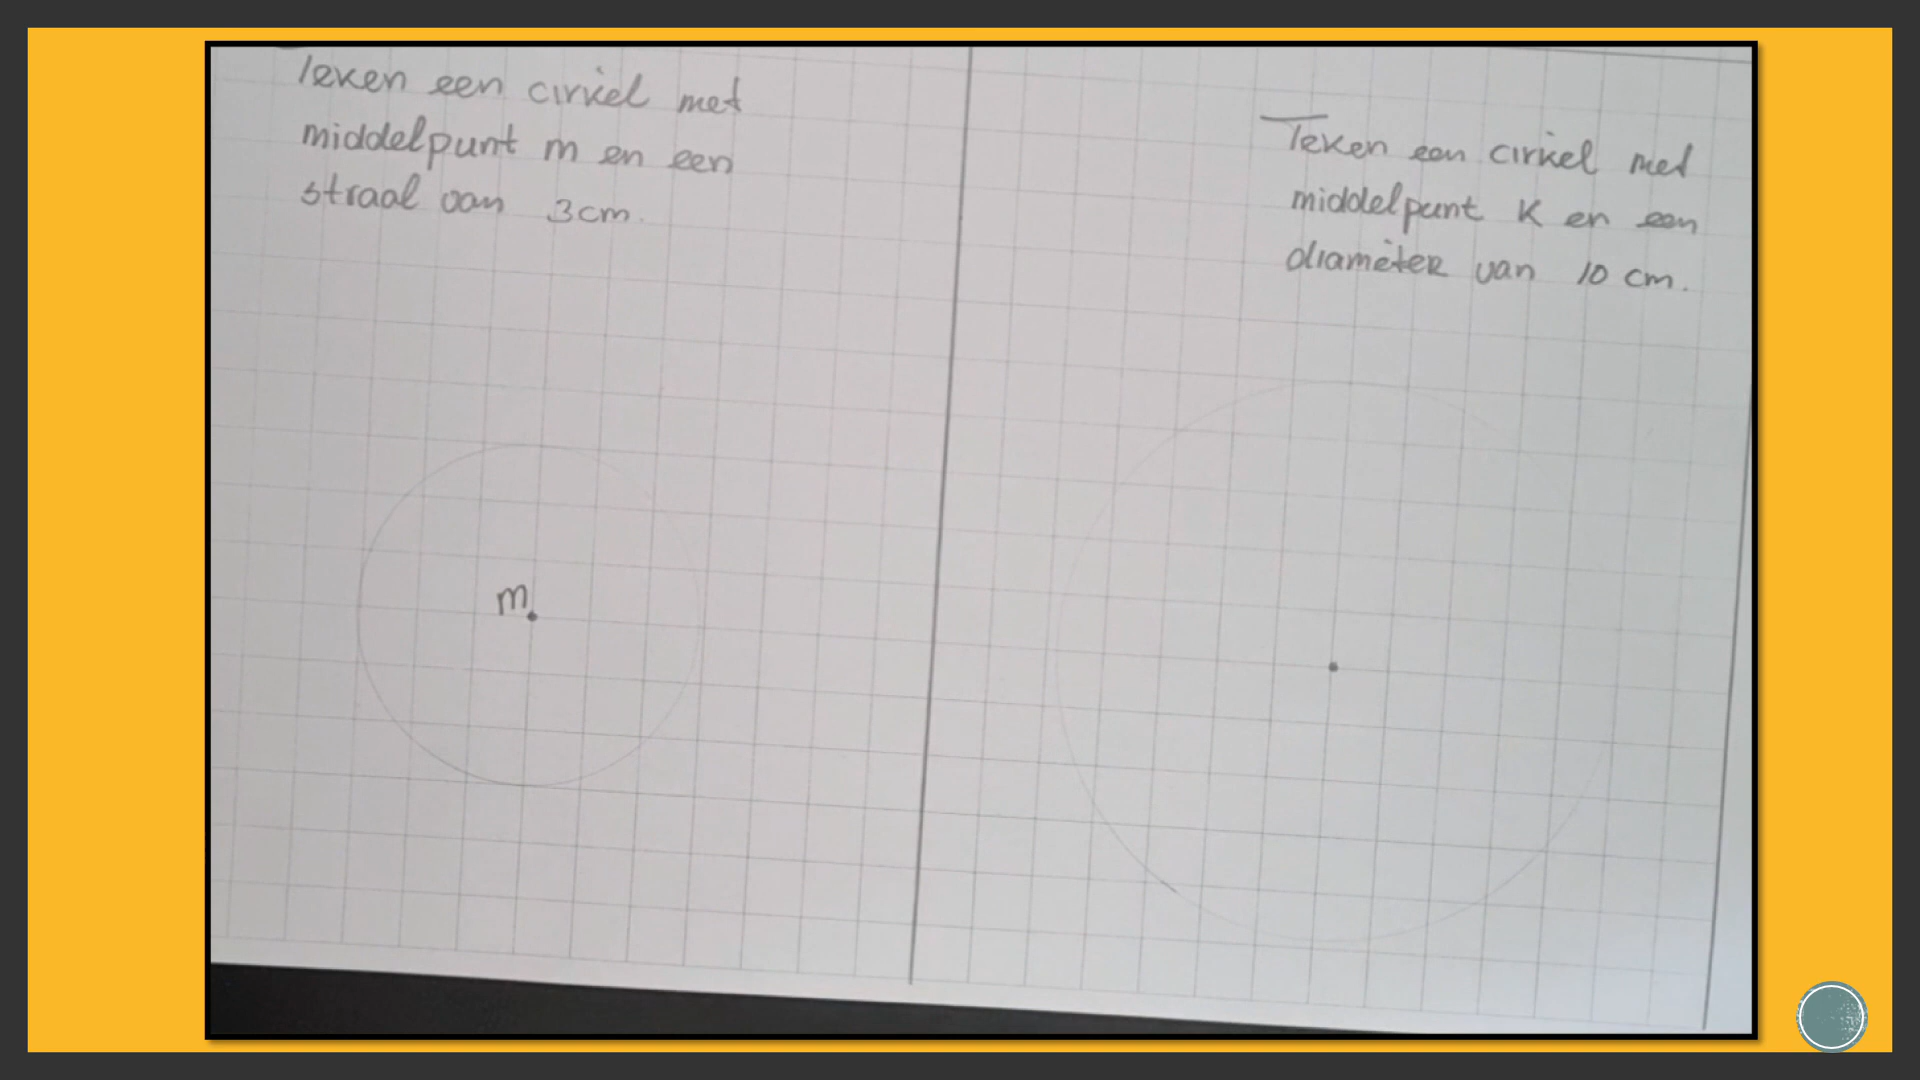 Teken een cirkel met
middelpunt m en een
straal van 3cm.
m
Teken een cirkel met
middelpunt K en een
diameter van 10 cm.